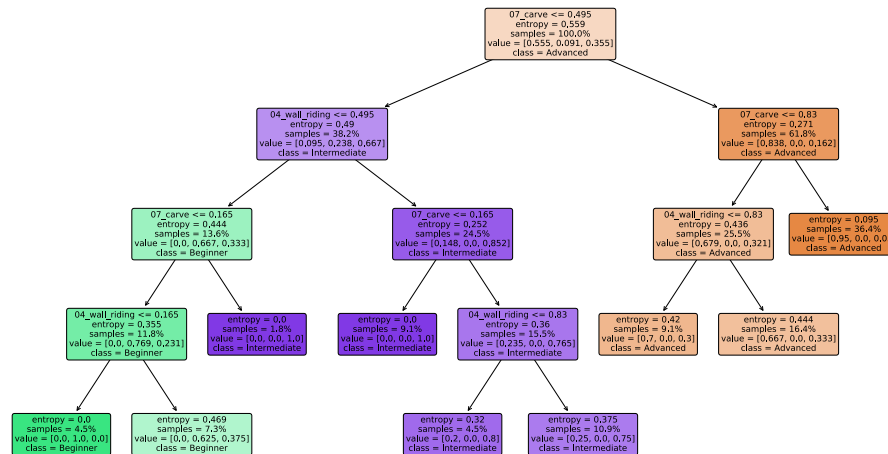 07_carve <= 0,495
entropy = 0,559
samples = 100.0%
value = [0.555, 0.091, 0.355]
class = Advanced
04_wall_riding <= 0,495
entropy = 0,49
samples = 38.2%
value = [0,095, 0,238, 0,667]
class = Intermediate
07_carve <= 0,83
entropy = 0,271
samples = 61.8%
value = [0,838, 0,0, 0,162]
class = Advanced
07_carve <= 0,165
entropy = 0,444
samples = 13.6%
value = [0,0, 0,667, 0,333]
class = Beginner
07_carve <= 0,165
entropy = 0,252
samples = 24.5%
value = [0,148, 0,0, 0,852]
class = Intermediate
04_wall_riding <= 0,83
entropy = 0,436
samples = 25.5%
value = [0,679, 0,0, 0,321]
class = Advanced
entropy = 0,095
samples = 36.4%
value = [0,95, 0,0, 0,0
class = Advanced
04_wall_riding <= 0,165
entropy = 0,355
samples = 11.8%
value = [0,0, 0,769, 0,231]
class = Beginner
entropy = 0,0
samples = 1.8%
value = [0,0, 0,0, 1,0]
class = Intermediate
entropy = 0,0
samples = 9.1%
value = [0,0, 0,0, 1,0]
class = Intermediate
04_wall_riding <= 0,83
entropy = 0,36
samples = 15.5%
value = [0,235, 0,0, 0,765]
class = Intermediate
entropy = 0,42
samples = 9.1%
value = [0,7, 0,0, 0,3]
class = Advanced
entropy = 0,444
samples = 16.4%
value = [0,667, 0,0, 0,333]
class = Advanced
entropy = 0,0
samples = 4.5%
value = [0,0, 1,0, 0,0]
class = Beginner
entropy = 0,469
samples = 7.3%
value = [0,0, 0,625, 0,375]
class = Beginner
entropy = 0,32
samples = 4.5%
value = [0,2, 0,0, 0,8]
class = Intermediate
entropy = 0,375
samples = 10.9%
value = [0,25, 0,0, 0,75]
class = Intermediate